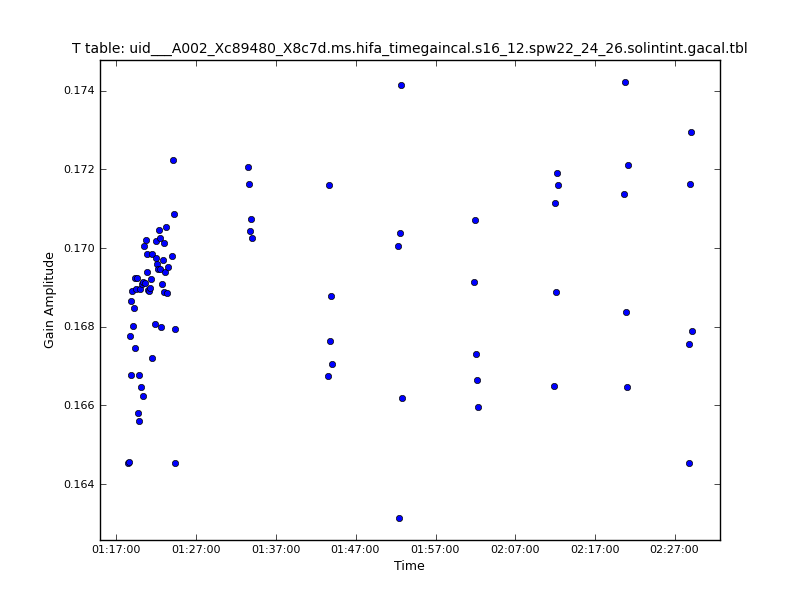 T table: uid___A002_Xc89480_X8c7d.ms.hifa_timegaincal.s16_12.spw22_24_26.solintint.gacal.tbl
0.174
0.172
0.170
0.168
0.166
0.164
Gain Amplitude
01:17:00 01:27:00 01:37:00 01:47:00 01:57:00 02:07:00 02:17:00 02:27:00
Time